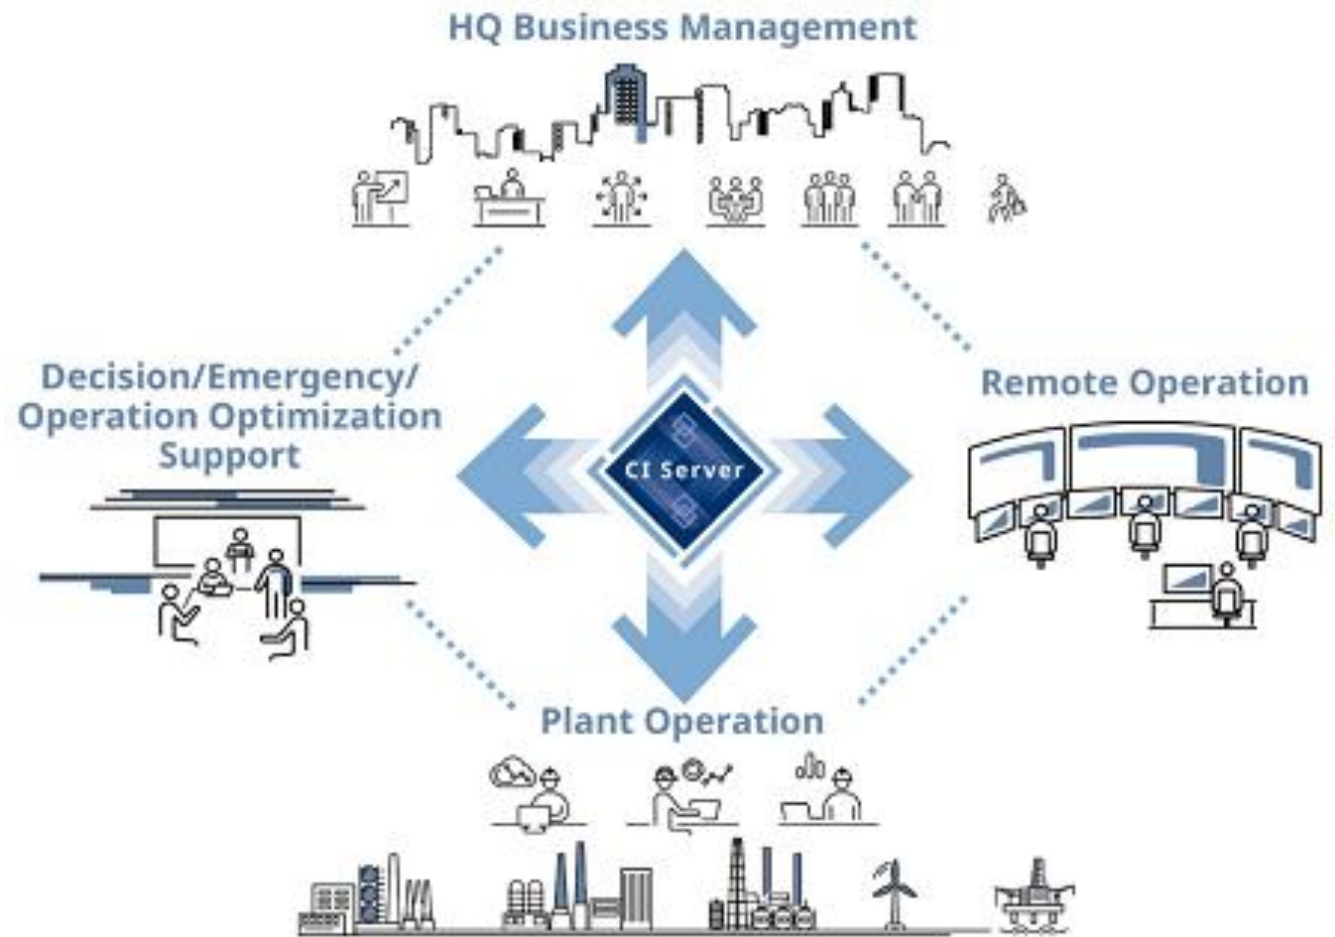 HQ Business Management
Decision/Emergency/
Operation Optimization
Support
CI Server
Remote Operation
Plant Operation